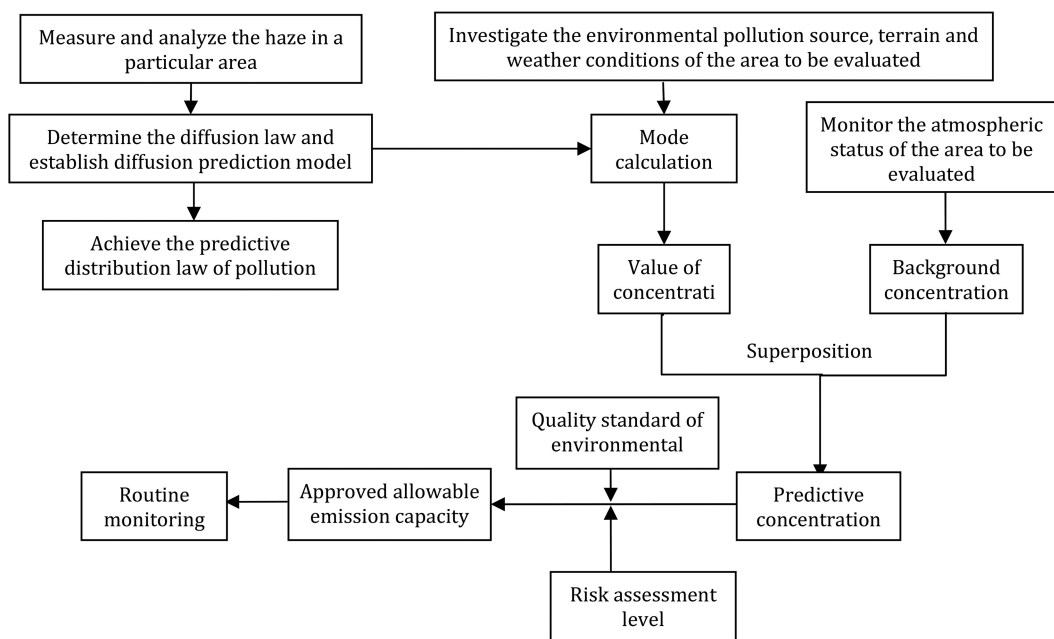 Measure and analyze the haze in a
particular area
Investigate the environmental pollution source, terrain and
weather conditions of the area to be evaluated
Determine the diffusion law and
establish diffusion prediction model
Mode
calculation
Monitor the atmospheric
status of the area to be
evaluated
Achieve the predictive
distribution law of pollution
Value of
concentrati
Background
concentration
Superposition
Quality standard of
environmental
Routine
monitoring
Approved allowable
emission capacity
Predictive
concentration
Risk assessment
level